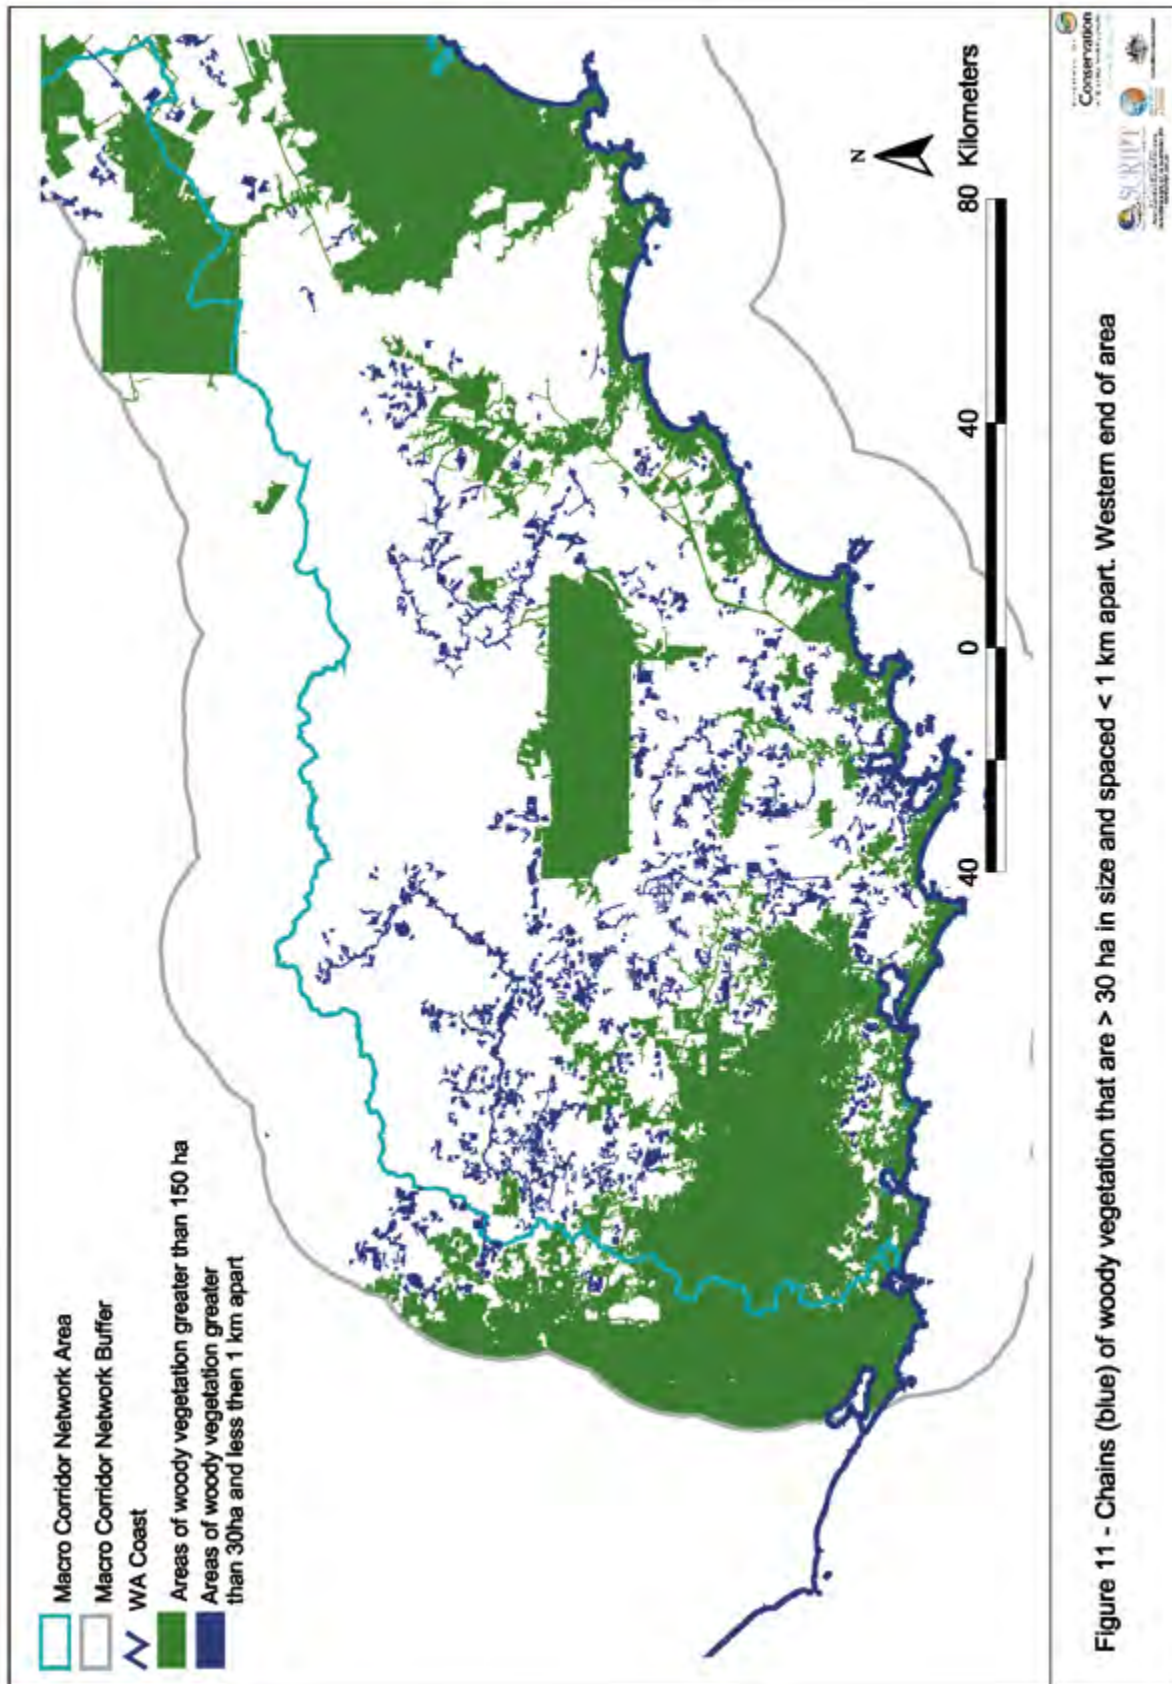 Macro Corridor Network Area
Macro Corridor Network Buffer
WA Coast
Areas of woody vegetation greater than 150 ha
Areas of woody vegetation greater
than 30ha and less then 1 km apart
N
40 0 40 80 Kilometers
Figure 11 - Chains (blue) of woody vegetation that are > 30 ha in size and spaced < 1 km apart. Western end of area
SCRIPT
Conservation